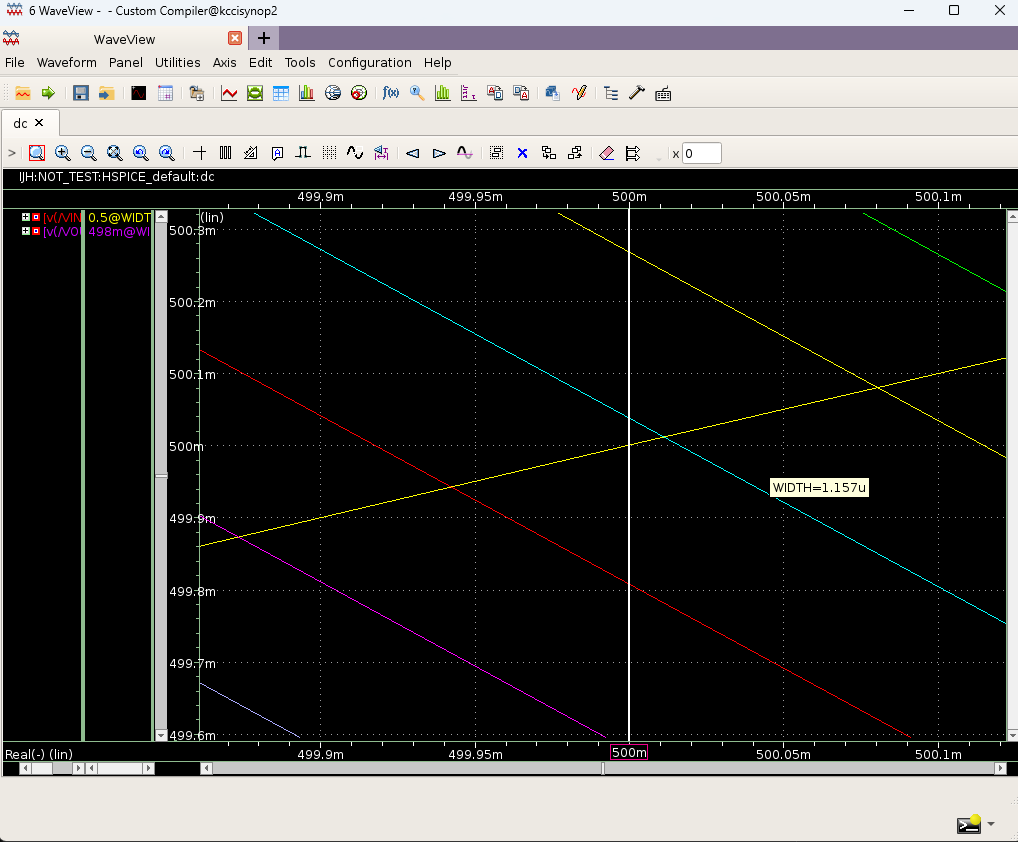 6 WaveView - - Custom Compiler@kccisynop2
WaveView
File Waveform Panel Utilities Axis Edit Tools Configuration Help
dc
> x 0
IJH:NOT_TEST:HSPICE_default:dc
499.9m 499.95m 500m 500.05m 500.1m
[v(/VIN 0.5@WIDT (lin)
[v(/VO 498m@WI
500.3m
500.2m
500.1m
500m
WIDTH=1.157u
499.9m
499.8m
499.7m
499.6m
Real(-) (lin) 499.9m 499.95m 500m 500.05m 500.1m